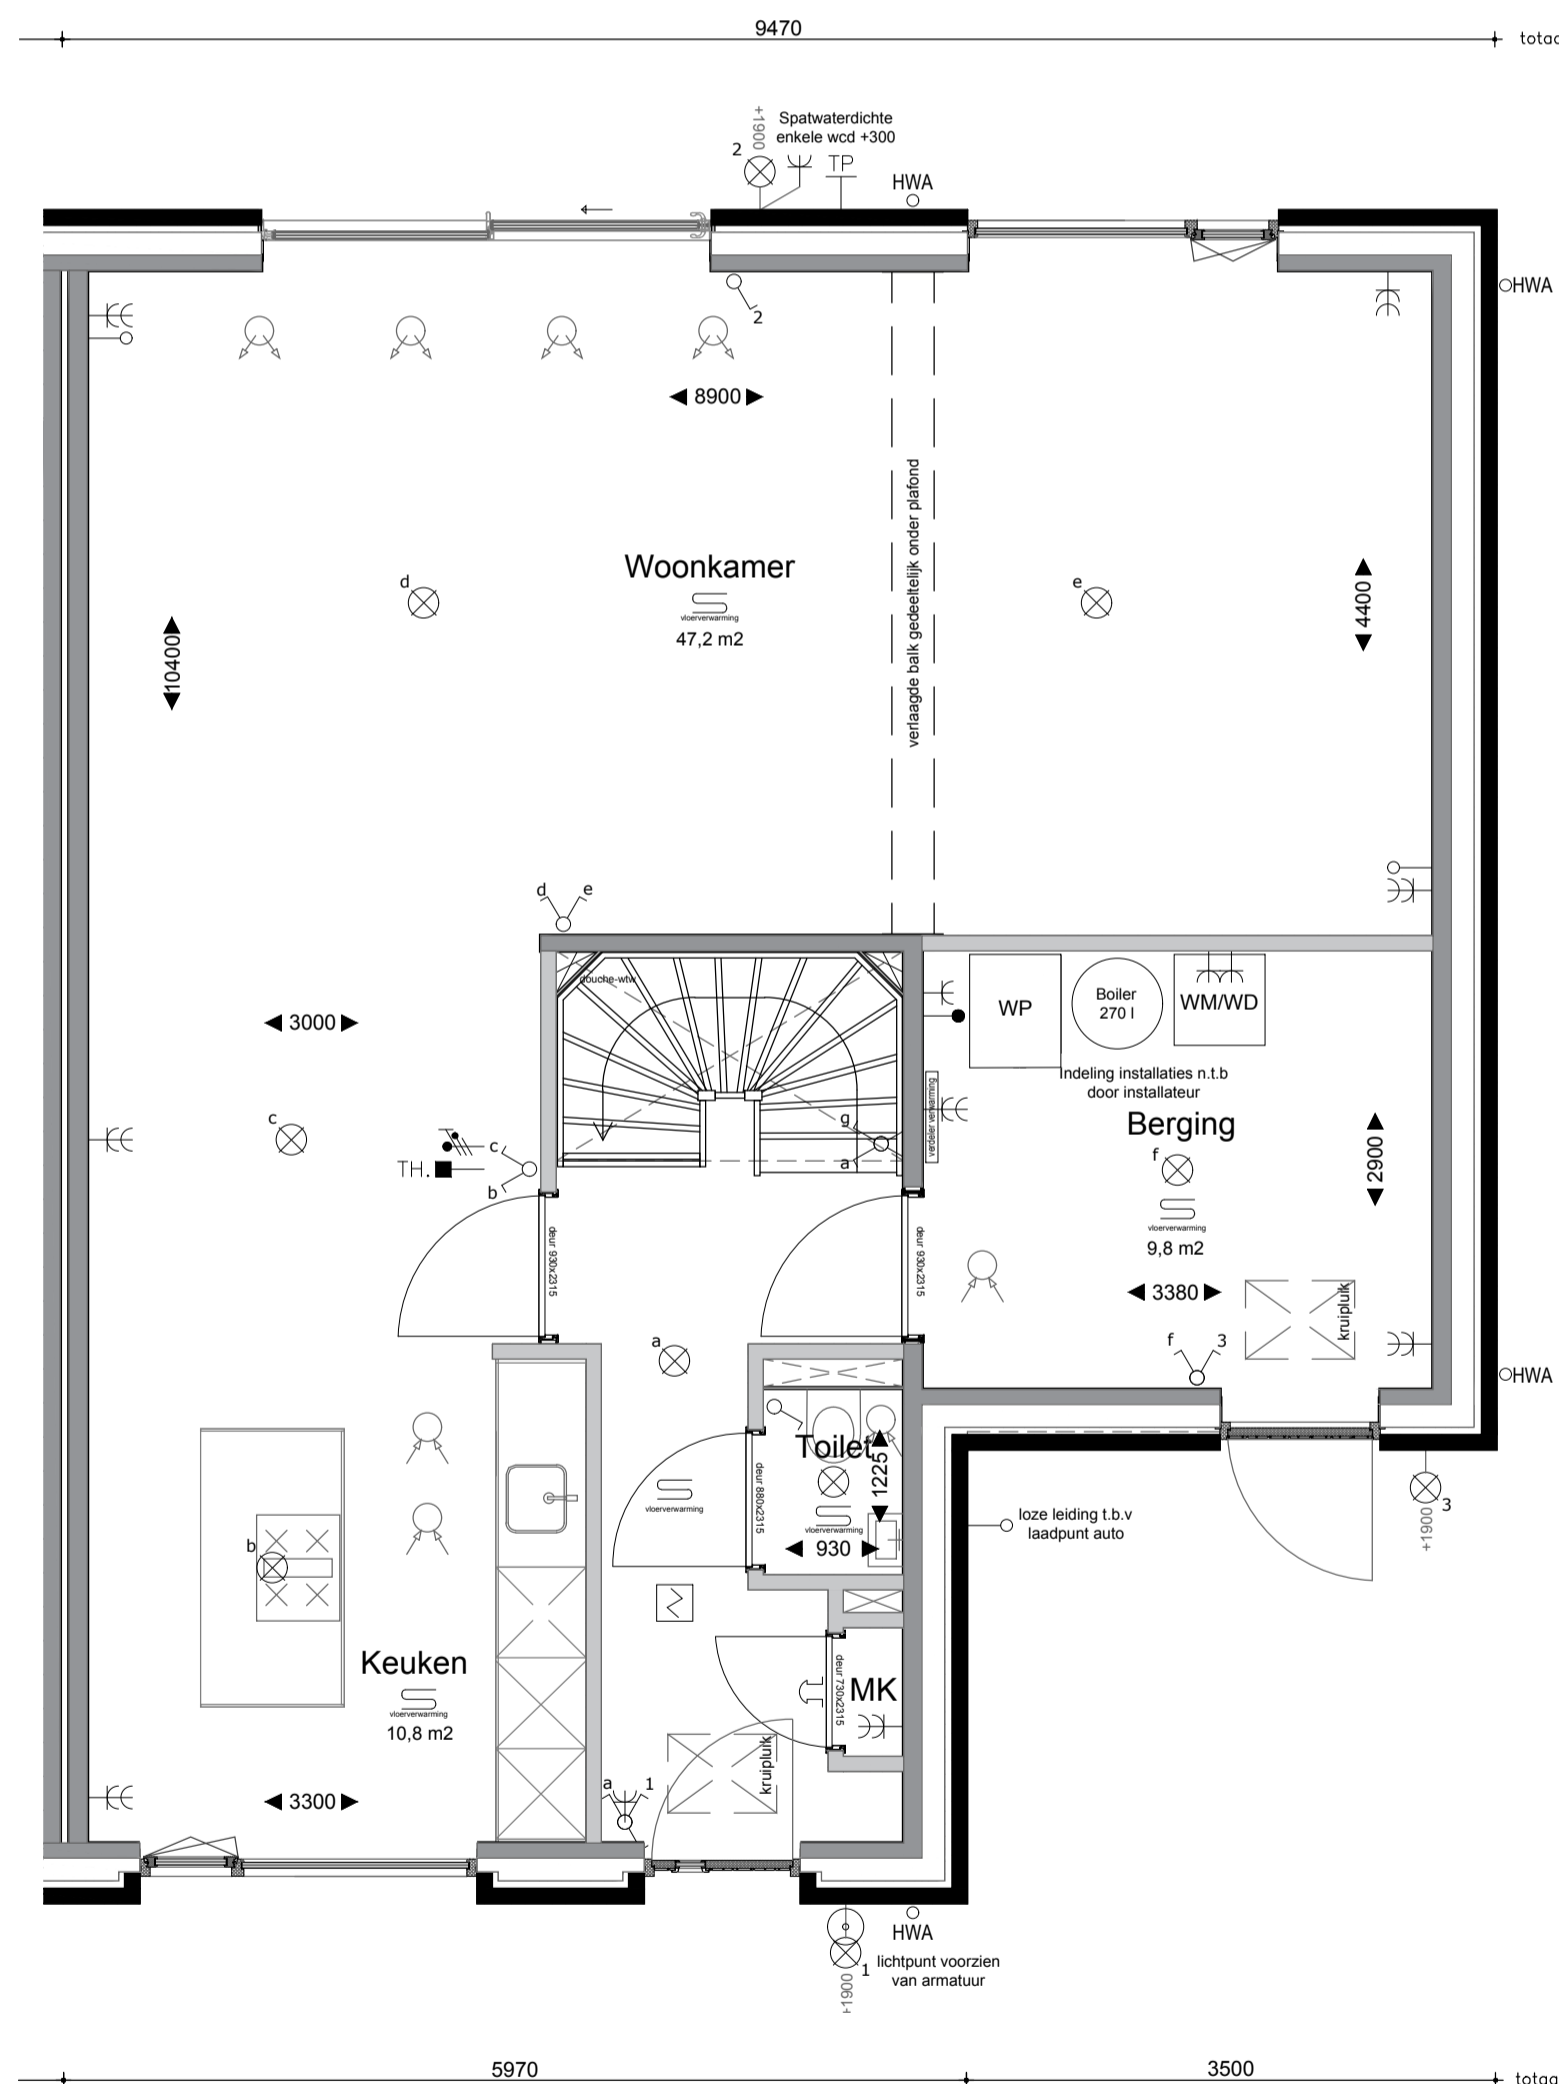 9470
totaa
+1900
Spatwaterdichte
enkele wcd +300
2
TP
HWA
HWA
2
8900
verlaagde balk gedeeltelijk onder plafond
Woonkamer
vloerverwarming
47,2 m2
d
e
4400
10400
d e
douche-wtw
WP
Boiler
270 l
WM/WD
3000
Indeling installaties n.t.b
door installateur
verdeler verwarming
Berging
c
g
a
c
TH.
b
f
vloerverwarming
9,8 m2
2900
deur 930x2315
deur 930x2315
3380
kruipluik
f 3
a
HWA
Toilet
1225
deur 880x2315
vloerverwarming
vloerverwarming
930
loze leiding t.b.v
laadpunt auto
3
+1900
b
Keuken
vloerverwarming
10,8 m2
MK
deur 730x2315
kruipluik
a 1
3300
HWA
1
lichtpunt voorzien
van armatuur
+1900
5970
3500
totaa